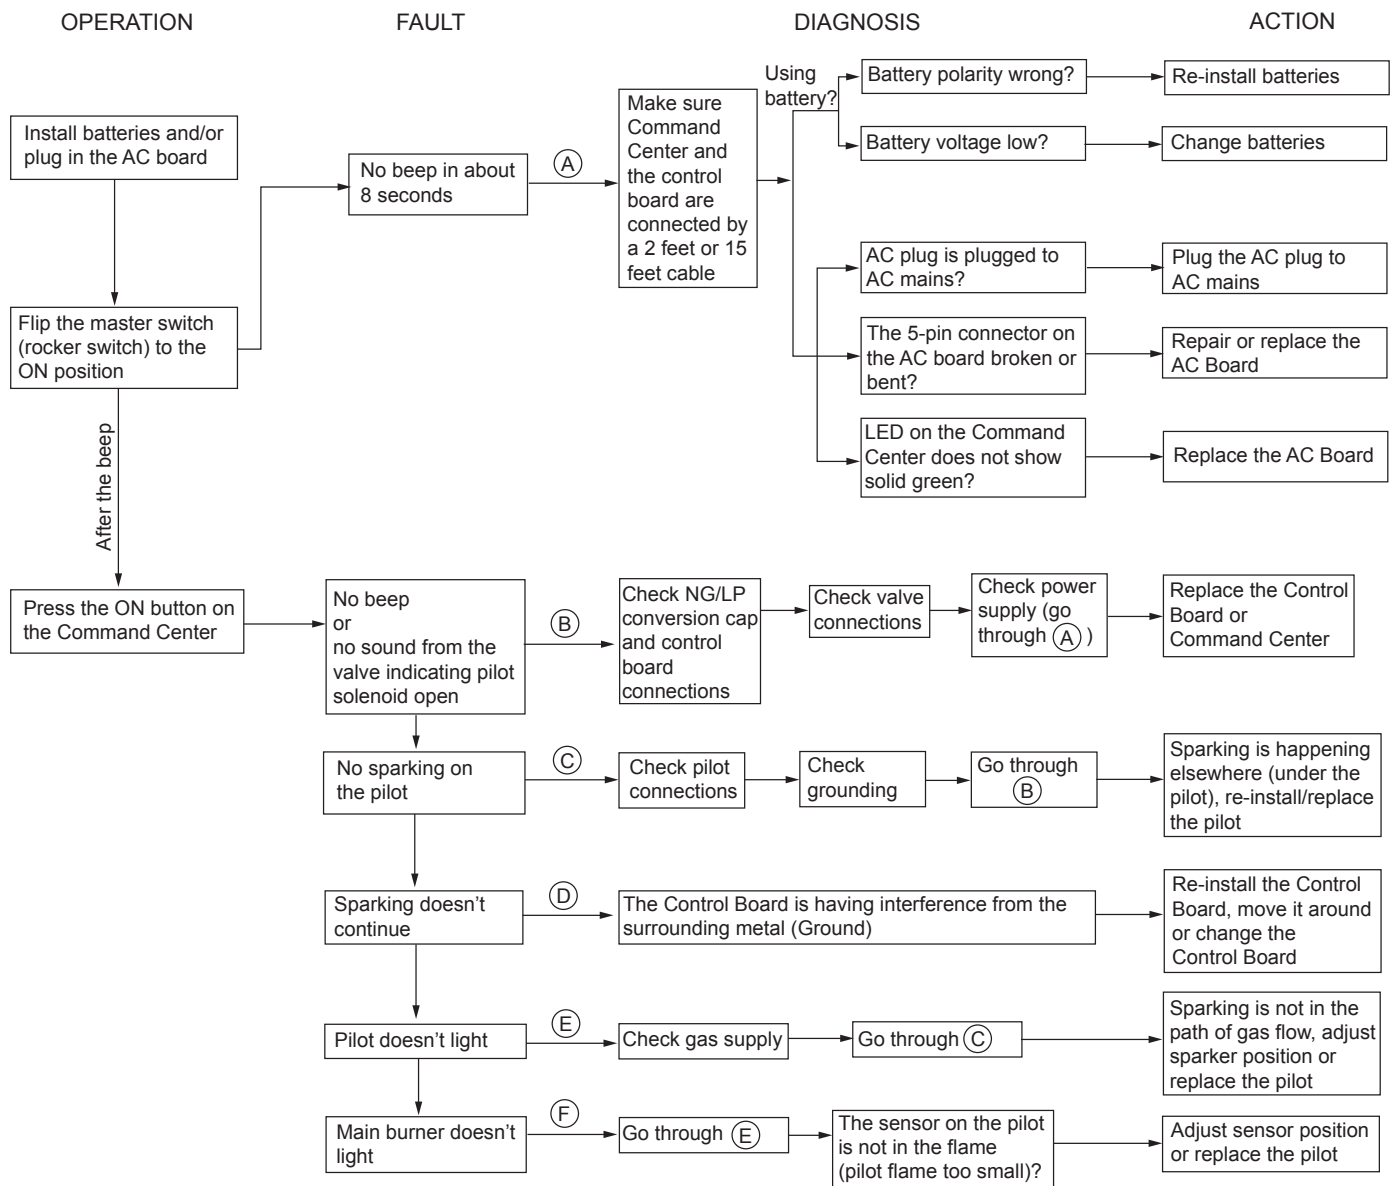 OPERATION
FAULT
DIAGNOSIS
ACTION
Install batteries and/or
plug in the AC board
Flip the master switch
(rocker switch) to the
ON position
After the beep
Press the ON button on
the Command Center
No beep in about
8 seconds
A
Make sure
Command
Center and
the control
board are
connected by
a 2 feet or 15
feet cable
Using
battery?
Battery polarity wrong?
Re-install batteries
Battery voltage low?
Change batteries
AC plug is plugged to
AC mains?
Plug the AC plug to
AC mains
The 5-pin connector on
the AC board broken or
bent?
Repair or replace the
AC Board
LED on the Command
Center does not show
solid green?
Replace the AC Board
No beep
or
no sound from the
valve indicating pilot
solenoid open
B
Check NG/LP
conversion cap
and control
board
connections
Check valve
connections
Check power
supply (go
through A )
Replace the Control
Board or
Command Center
No sparking on
the pilot
C
Check pilot
connections
Check
grounding
Go through
B
Sparking is happening
elsewhere (under the
pilot), re-install/replace
the pilot
Sparking doesn't
continue
D
The Control Board is having interference from the
surrounding metal (Ground)
Re-install the Control
Board, move it around
or change the
Control Board
Pilot doesn't light
E
Check gas supply
Go through C
Sparking is not in the
path of gas flow, adjust
sparker position or
replace the pilot
Main burner doesn't
light
F
Go through E
The sensor on the pilot
is not in the flame
(pilot flame too small)?
Adjust sensor position
or replace the pilot